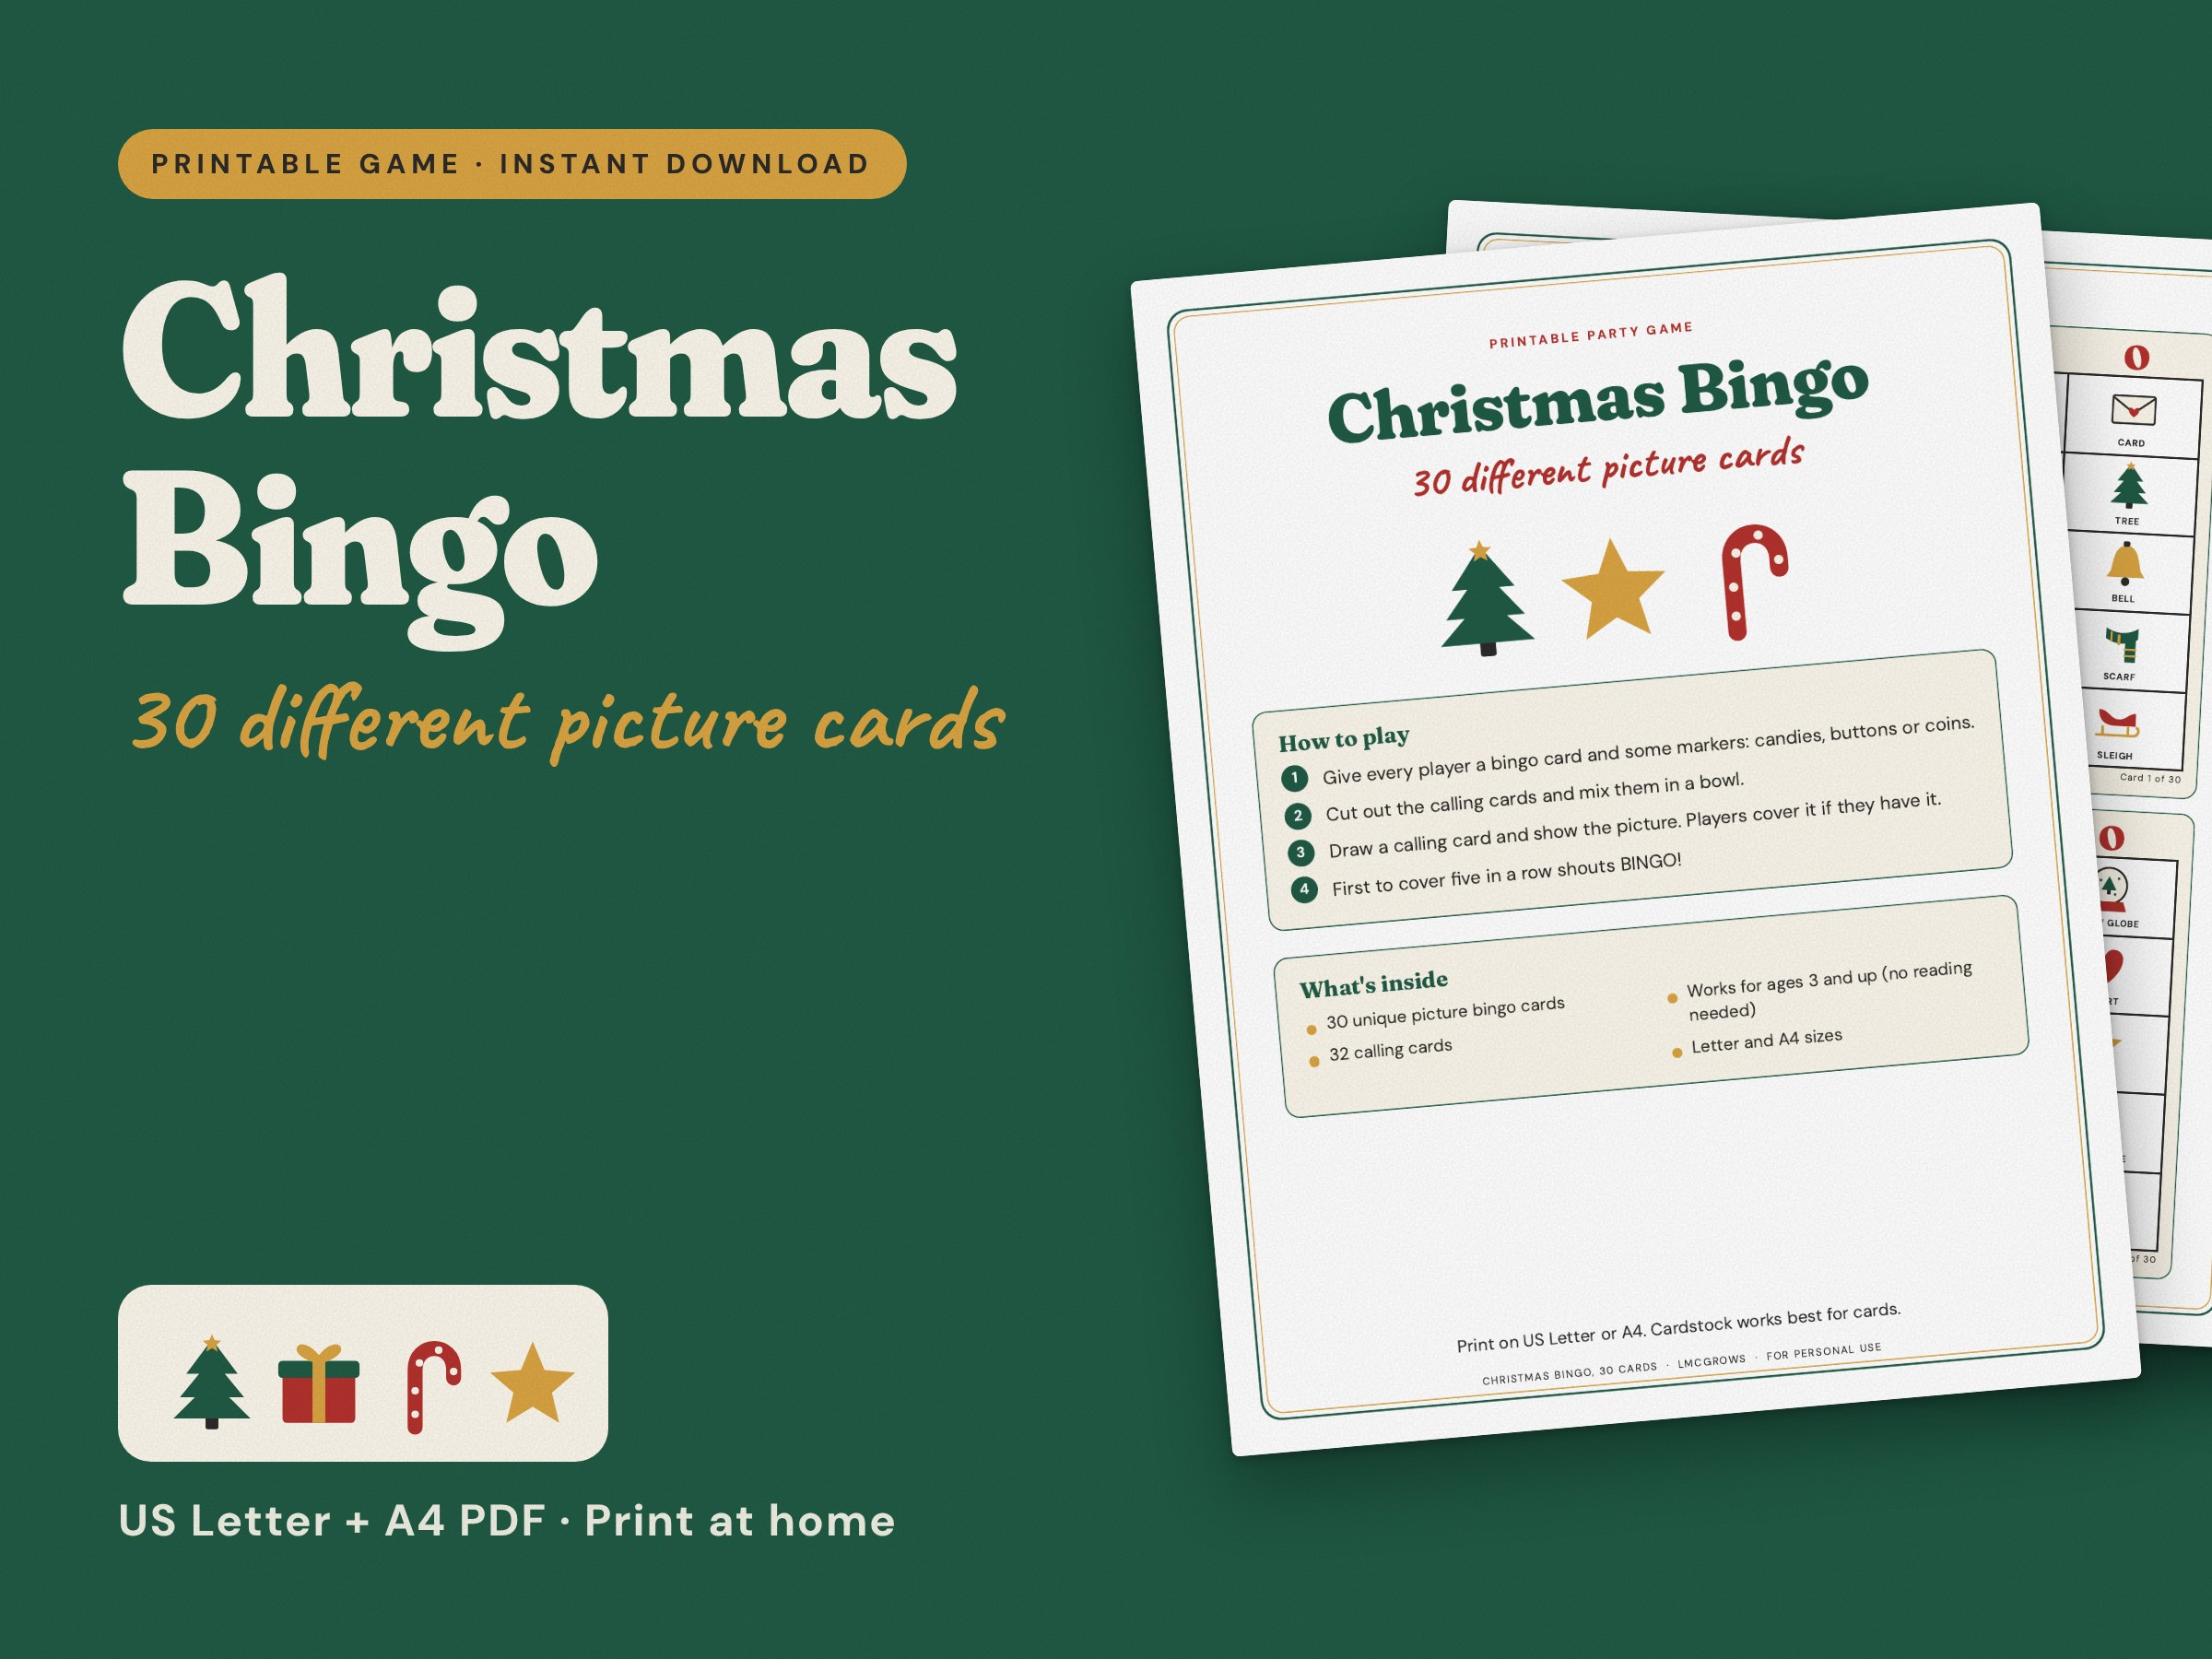 PRINTABLE GAME · INSTANT DOWNLOAD
Christmas
Bingo
30 different picture cards
US Letter + A4 PDF · Print at home
PRINTABLE PARTY GAME
Christmas Bingo
30 different picture cards
How to play
1 Give every player a bingo card and some markers: candies, buttons or coins.
2 Cut out the calling cards and mix them in a bowl.
3 Draw a calling card and show the picture. Players cover it if they have it.
4 First to cover five in a row shouts BINGO!
What's inside
30 unique picture bingo cards
32 calling cards
Works for ages 3 and up (no reading
needed)
Letter and A4 sizes
Print on US Letter or A4. Cardstock works best for cards.
CHRISTMAS BINGO, 30 CARDS · LMCGROWS · FOR PERSONAL USE
O
CARD
TREE
BELL
SCARF
SLEIGH
Card 1 of 30
O
GLOBE
of 30